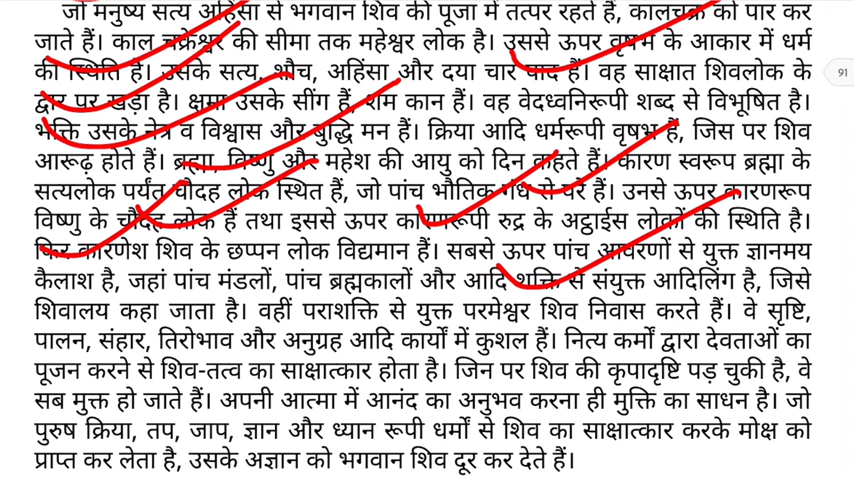 जो मनुष्य सत्य अहिंसा से भगवान शिव की पूजा में तत्पर रहते हैं, कालचक्र को पार कर
जाते हैं। काल चक्रेश्वर की सीमा तक महेश्वर लोक है। उससे ऊपर वृषभ के आकार में धर्म
की स्थिति है। उसके सत्य, शौच, अहिंसा और दया चार पाद हैं। वह साक्षात शिवलोक के
91
द्वार पर खड़ा है। क्षमा उसके सींग हैं, शम कान हैं। वह वेदध्वनिरूपी शब्द से विभूषित है।
भक्ति उसके नेत्र व विश्वास और बुद्धि मन हैं। क्रिया आदि धर्मरूपी वृषभ हैं, जिस पर शिव
आरूढ़ होते हैं। ब्रह्मा, विष्णु और महेश की आयु को दिन कहते हैं। कारण स्वरूप ब्रह्मा के
सत्यलोक पर्यंत चौदह लोक स्थित हैं, जो पांच भौतिक गंध से परे हैं। उनसे ऊपर कारणरूप
विष्णु के चौदह लोक हैं तथा इससे ऊपर कारणरूपी रुद्र के अट्ठाईस लोकों की स्थिति है।
फिर कारणेश शिव के छप्पन लोक विद्यमान हैं। सबसे ऊपर पांच आवरणों से युक्त ज्ञानमय
कैलाश है, जहां पांच मंडलों, पांच ब्रह्मकालों और आदि शक्ति से संयुक्त आदिलिंग है, जिसे
शिवालय कहा जाता है। वहीं पराशक्ति से युक्त परमेश्वर शिव निवास करते हैं। वे सृष्टि,
पालन, संहार, तिरोभाव और अनुग्रह आदि कार्यों में कुशल हैं। नित्य कर्मों द्वारा देवताओं का
पूजन करने से शिव-तत्व का साक्षात्कार होता है। जिन पर शिव की कृपादृष्टि पड़ चुकी है, वे
सब मुक्त हो जाते हैं। अपनी आत्मा में आनंद का अनुभव करना ही मुक्ति का साधन है। जो
पुरुष क्रिया, तप, जाप, ज्ञान और ध्यान रूपी धर्मों से शिव का साक्षात्कार करके मोक्ष को
प्राप्त कर लेता है, उसके अज्ञान को भगवान शिव दूर कर देते हैं।